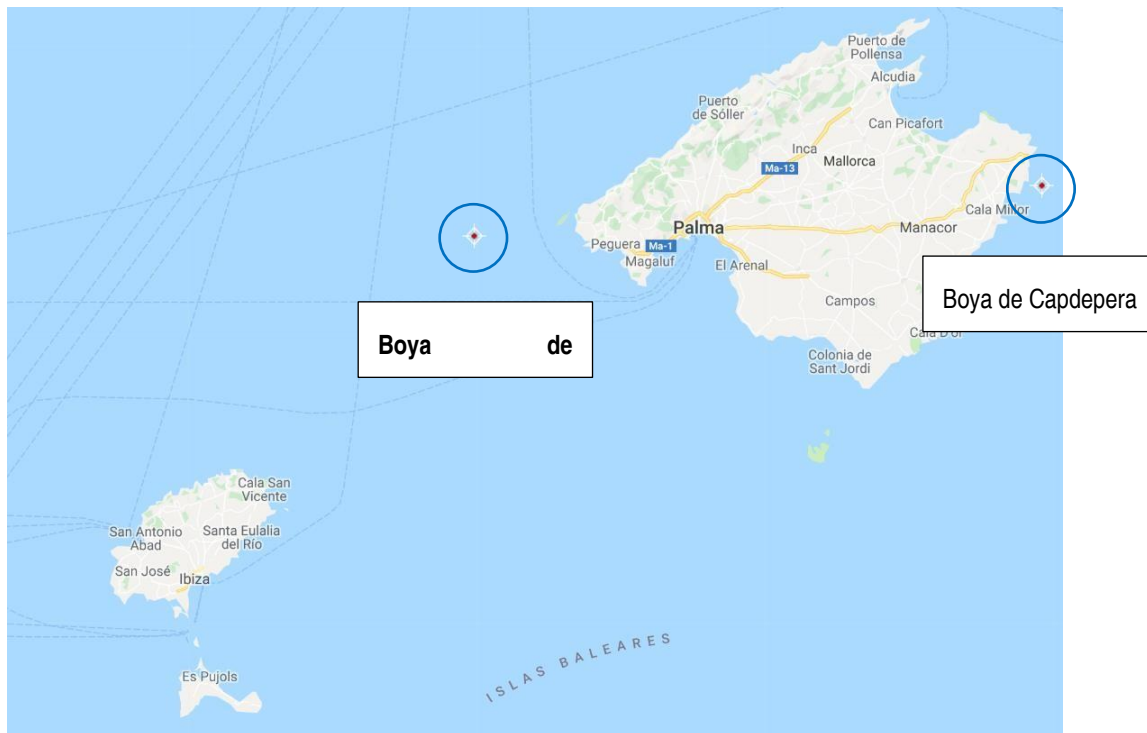 Puerto de
Pollensa
Alcudia
Puerto
de Sóller
Can Picafort
Inca
Mallorca
Ma-13
Cala Millor
Palma
Manacor
Peguera
Ma-1
Magaluf
El Arenal
Boya de Capdepera
Campos
Boya de
Colonia de
Sant Jordi
Cala San
Vicente
San Antonio
Abad
Santa Eulalia
del Río
San José
Ibiza
ISLAS BALEARES
Es Pujols